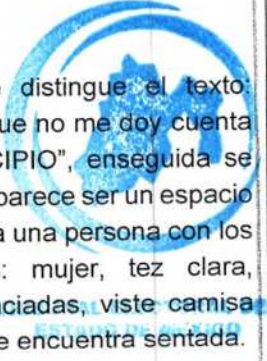 distingue el texto:
ue no me doy cuenta
CIPIO", enseguida se
parece ser un espacio
a una persona con los
: mujer, tez clara,
nciadas, viste camisa
e encuentra sentada.